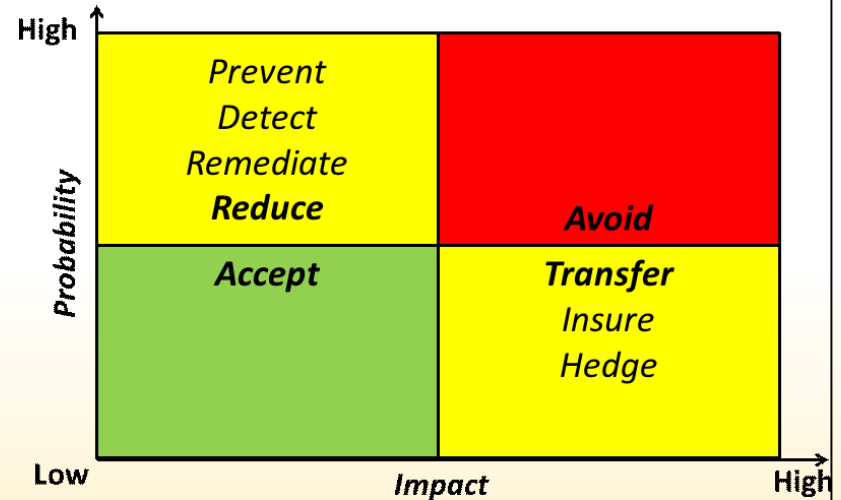 High
Prevent
Detect
Remediate
Reduce
Avoid
Probability
Accept
Transfer
Insure
Hedge
Low
Impact
High